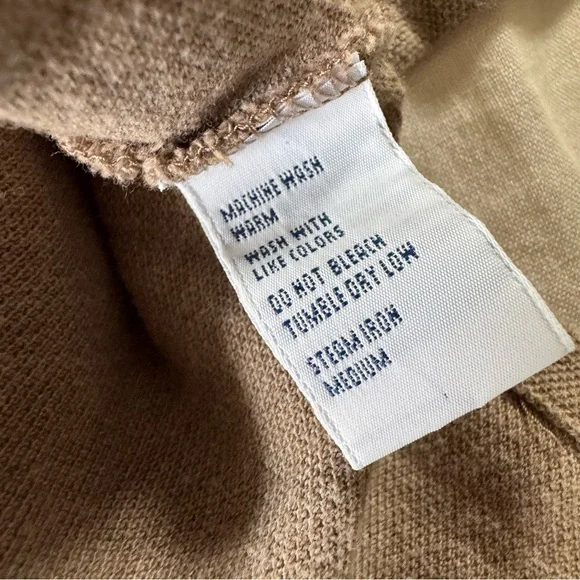 MACHINE WASH
WARM
WASH WITH
LIKE COLORS
DO NOT BLEACH
TUMBLE DRY LOW
STEAM IRON
MEDIUM